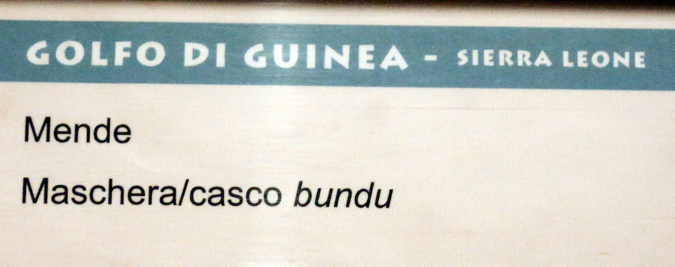 GOLFO DI GUINEA - SIERRA LEONE
Mende
Maschera/casco bundu